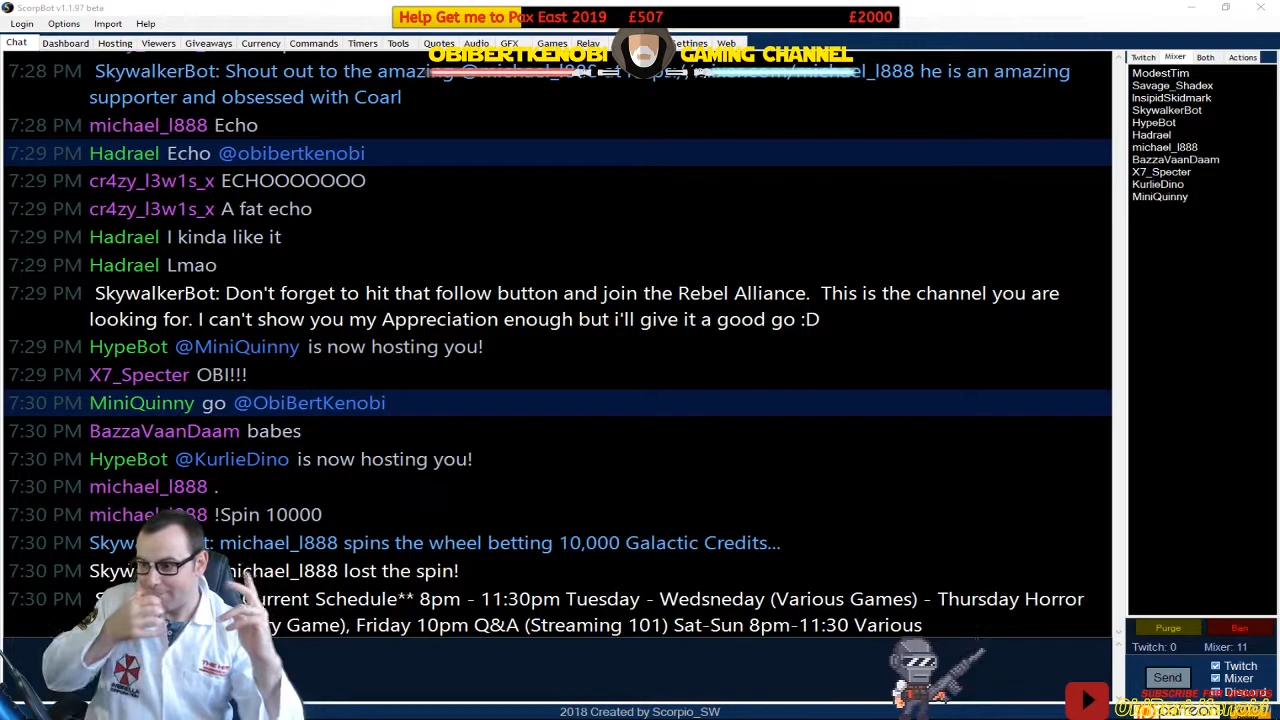 ScorpBot v1.1.97 beta
Help Get me to Pax East 2019 £507 £2000
Login Options Import Help
Chat Dashboard Hosting Viewers Giveaways Currency Commands Timers Tools Quotes Audio GFX Games Relay Settings Web
OBIBERTKENOBI GAMING CHANNEL
Twitch Mixer Both Actions
7:28 PM SkywalkerBot: Shout out to the amazing @michael_l888 at he is an amazing
supporter and obsessed with Coarl
7:28 PM michael_l888 Echo
7:29 PM Hadrael Echo @obibertkenobi
7:29 PM cr4zy_l3w1s_x ECHOOOOOOO
7:29 PM cr4zy_l3w1s_x A fat echo
7:29 PM Hadrael I kinda like it
7:29 PM Hadrael Lmao
7:29 PM SkywalkerBot: Don't forget to hit that follow button and join the Rebel Alliance. This is the channel you are
looking for. I can't show you my Appreciation enough but i'll give it a good go :D
7:29 PM HypeBot @MiniQuinny is now hosting you!
7:29 PM X7_Specter OBI!!!
7:30 PM MiniQuinny go @ObiBertKenobi
7:30 PM BazzaVaanDaam babes
7:30 PM HypeBot @KurlieDino is now hosting you!
7:30 PM michael_l888 .
7:30 PM michael_l888 !Spin 10000
7:30 PM michael_l888 spins the wheel betting 10,000 Galactic Credits...
7:30 PM lost the spin!
7:30 PM Schedule** 8pm - 11:30pm Tuesday - Wedsneday (Various Games) - Thursday Horror
Game), Friday 10pm Q&A (Streaming 101) Sat-Sun 8pm-11:30 Various
ModestTim
Savage_Shadex
InsipidSkidmark
SkywalkerBot
HypeBot
Hadrael
michael_l888
BazzaVaanDaam
X7_Specter
KurlieDino
MiniQuinny
Purge Ban
Twitch: 0 Mixer: 11
Send
Twitch
Mixer
Discord
SUBSCRIBE FOR UPDATES
UMBRELLA
2018 Created by Scorpio_SW